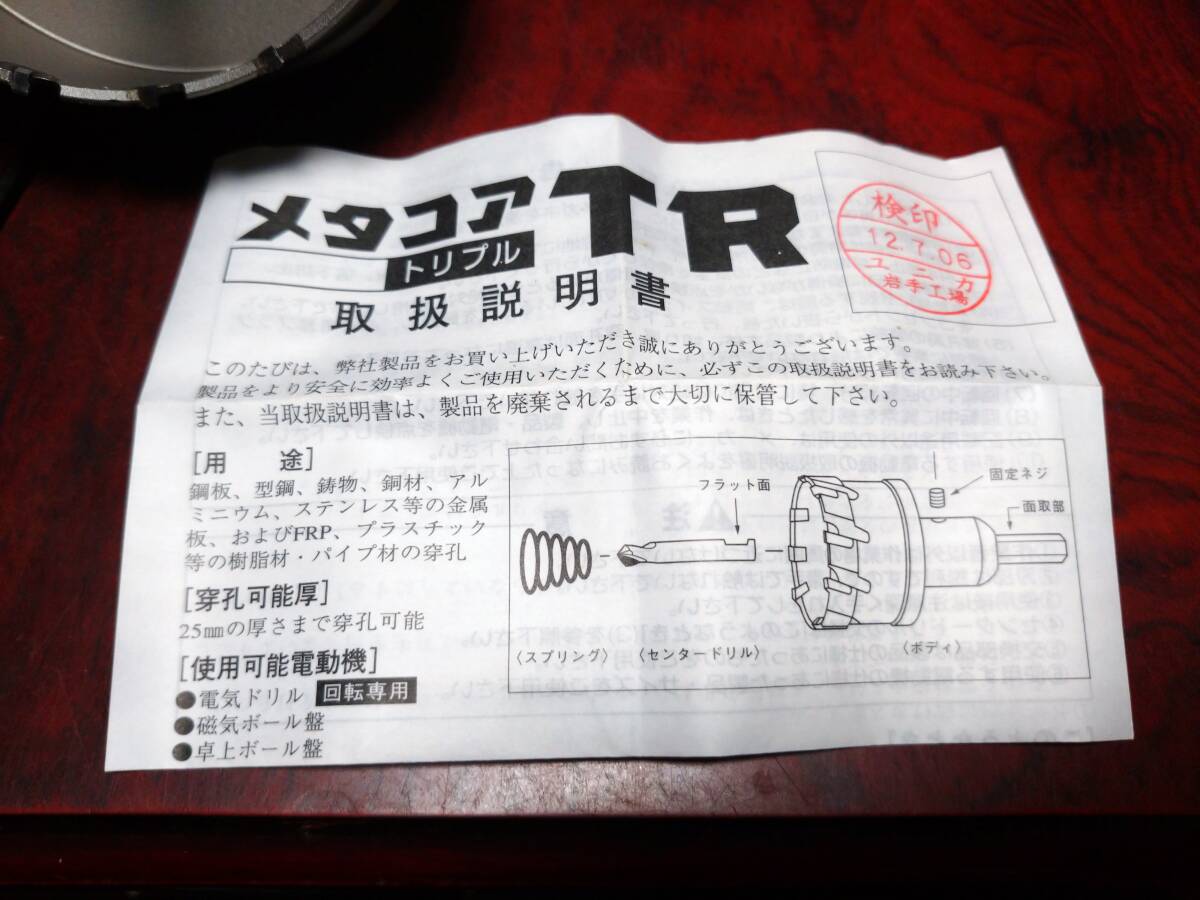 メタコアTR
トリプル
取扱説明書
検印
12.7.06
ユニカ
岩手工場
このたびは、弊社製品をお買い上げいただき誠にありがとうございます。
製品をより安全に効率よくご使用いただくために、必ずこの取扱説明書をお読み下さい。
また、当取扱説明書は、製品を廃棄されるまで大切に保管して下さい。
[用　途]
鋼板、型鋼、鋳物、銅材、アル
ミニウム、ステンレス等の金属
板、およびFRP、プラスチック
等の樹脂材・パイプ材の穿孔
[穿孔可能厚]
25㎜の厚さまで穿孔可能
[使用可能電動機]
●電気ドリル 回転専用
●磁気ボール盤
●卓上ボール盤
フラット面
固定ネジ
面取部
〈スプリング〉
〈センタードリル〉
〈ボディ〉